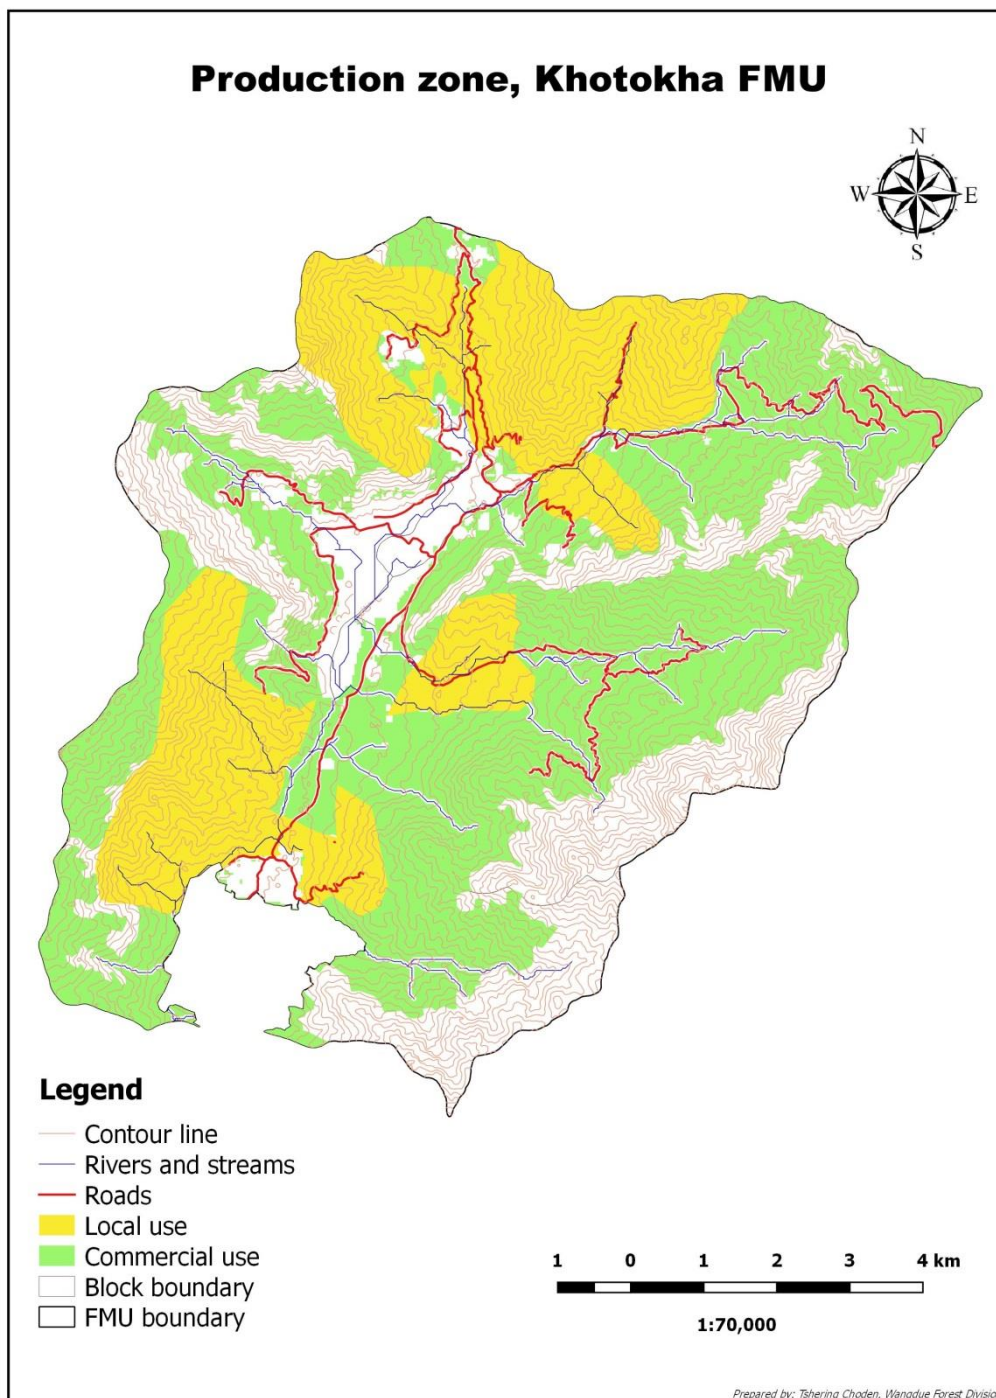 Production zone, Khotokha FMU
N
W E
S
Legend
Contour line
Rivers and streams
Roads
Local use
Commercial use
Block boundary
FMU boundary
1 0 1 2 3 4 km
1:70,000
Prepared by: Tshering Choden, Wangdue Forest Divisio